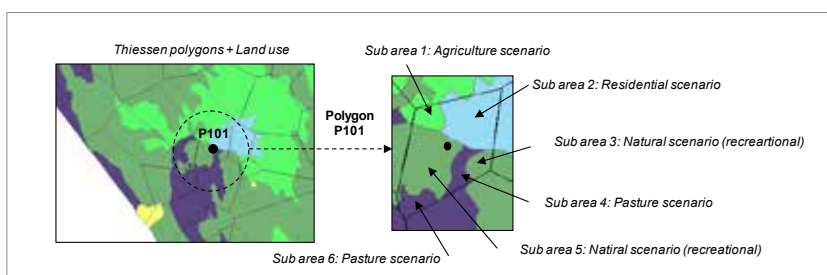 Thiessen polygons + Land use
Sub area 1: Agriculture scenario
Sub area 2: Residential scenario
P101
Polygon
P101
Sub area 3: Natural scenario (recreartional)
Sub area 4: Pasture scenario
Sub area 5: Natiral scenario (recreational)
Sub area 6: Pasture scenario